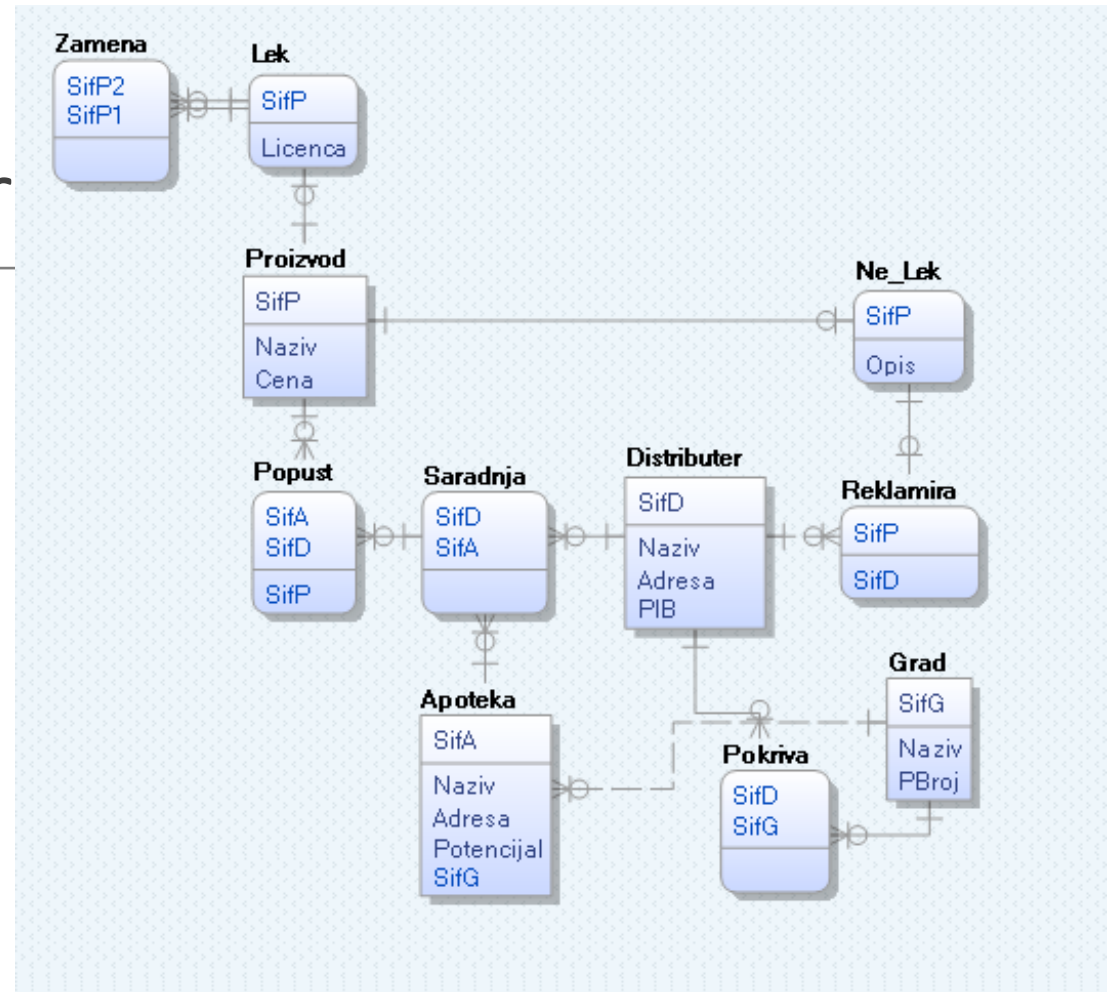 Zamena
SifP2
SifP1
Lek
SifP
Licenca
Proizvod
SifP
Naziv
Cena
Ne_Lek
SifP
Opis
Popust
SifA
SifD
SifP
Saradnja
SifD
SifA
Distributer
SifD
Naziv
Adresa
PIB
Reklamira
SifP
SifD
Apoteka
SifA
Naziv
Adresa
Potencijal
SifG
Pokriva
SifD
SifG
Grad
SifG
Naziv
PBroj